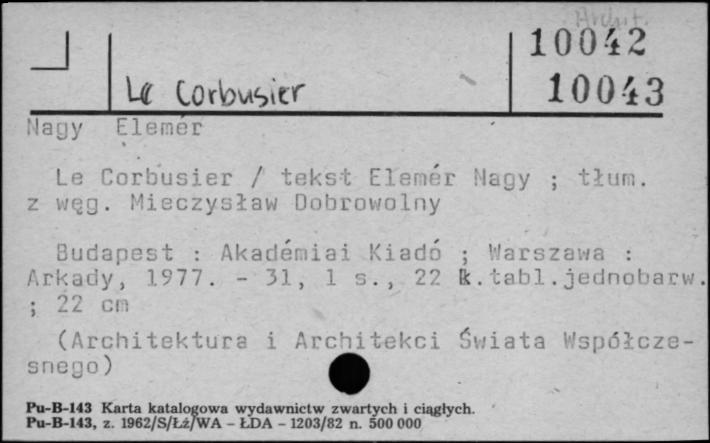 Archit.
10042
Le Corbusier
10043
Nagy Elemér
Le Corbusier / tekst Elemér Nagy ; tłum.
z węg. Mieczysław Dobrowolny
Budapest : Akadémiai Kiadó ; Warszawa :
Arkady, 1977. - 31, 1 s., 22 k.tabl.jednobarw.
; 22 cm
(Architektura i Architekci Świata Współcze-
snego)
Pu-B-143 Karta katalogowa wydawnictw zwartych i ciągłych.
Pu-B-143, z. 1962/S/Łź/WA - ŁDA - 1203/82 n. 500 000